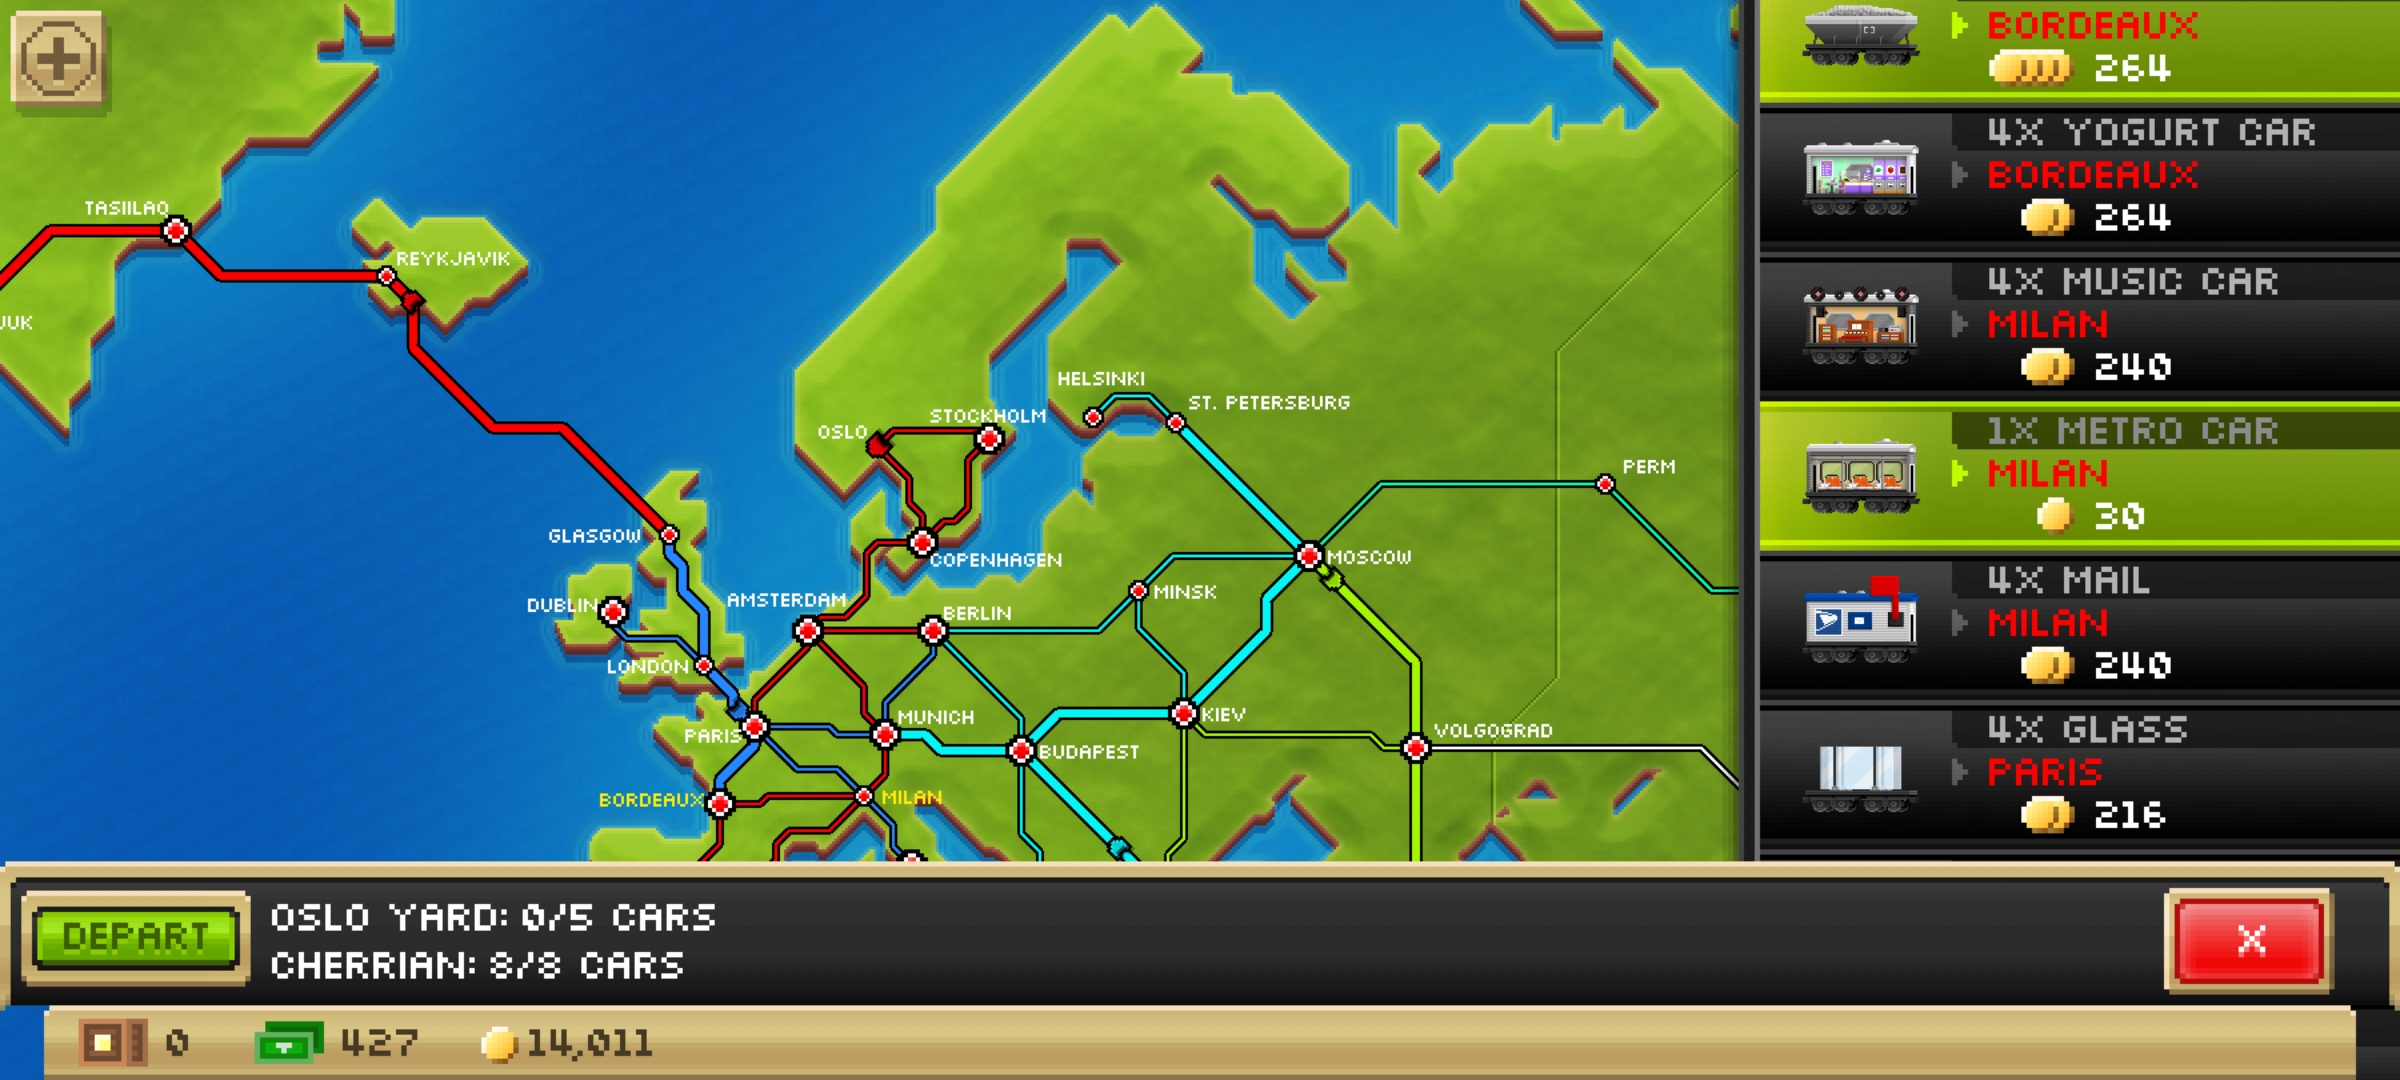 TASIILAQ
REYKJAVIK
UUK
HELSINKI
ST. PETERSBURG
STOCKHOLM
OSLO
PERM
GLASGOW
COPENHAGEN
MOSCOW
DUBLIN
AMSTERDAM
BERLIN
MINSK
LONDON
PARIS
MUNICH
KIEV
BUDAPEST
VOLGOGRAD
BORDEAUX
MILAN
BORDEAUX
264
4X YOGURT CAR
BORDEAUX
264
4X MUSIC CAR
MILAN
240
1X METRO CAR
MILAN
30
4X MAIL
MILAN
240
4X GLASS
PARIS
216
DEPART
OSLO YARD: 0/5 CARS
CHERRIAN: 8/8 CARS
X
0
427
14,011